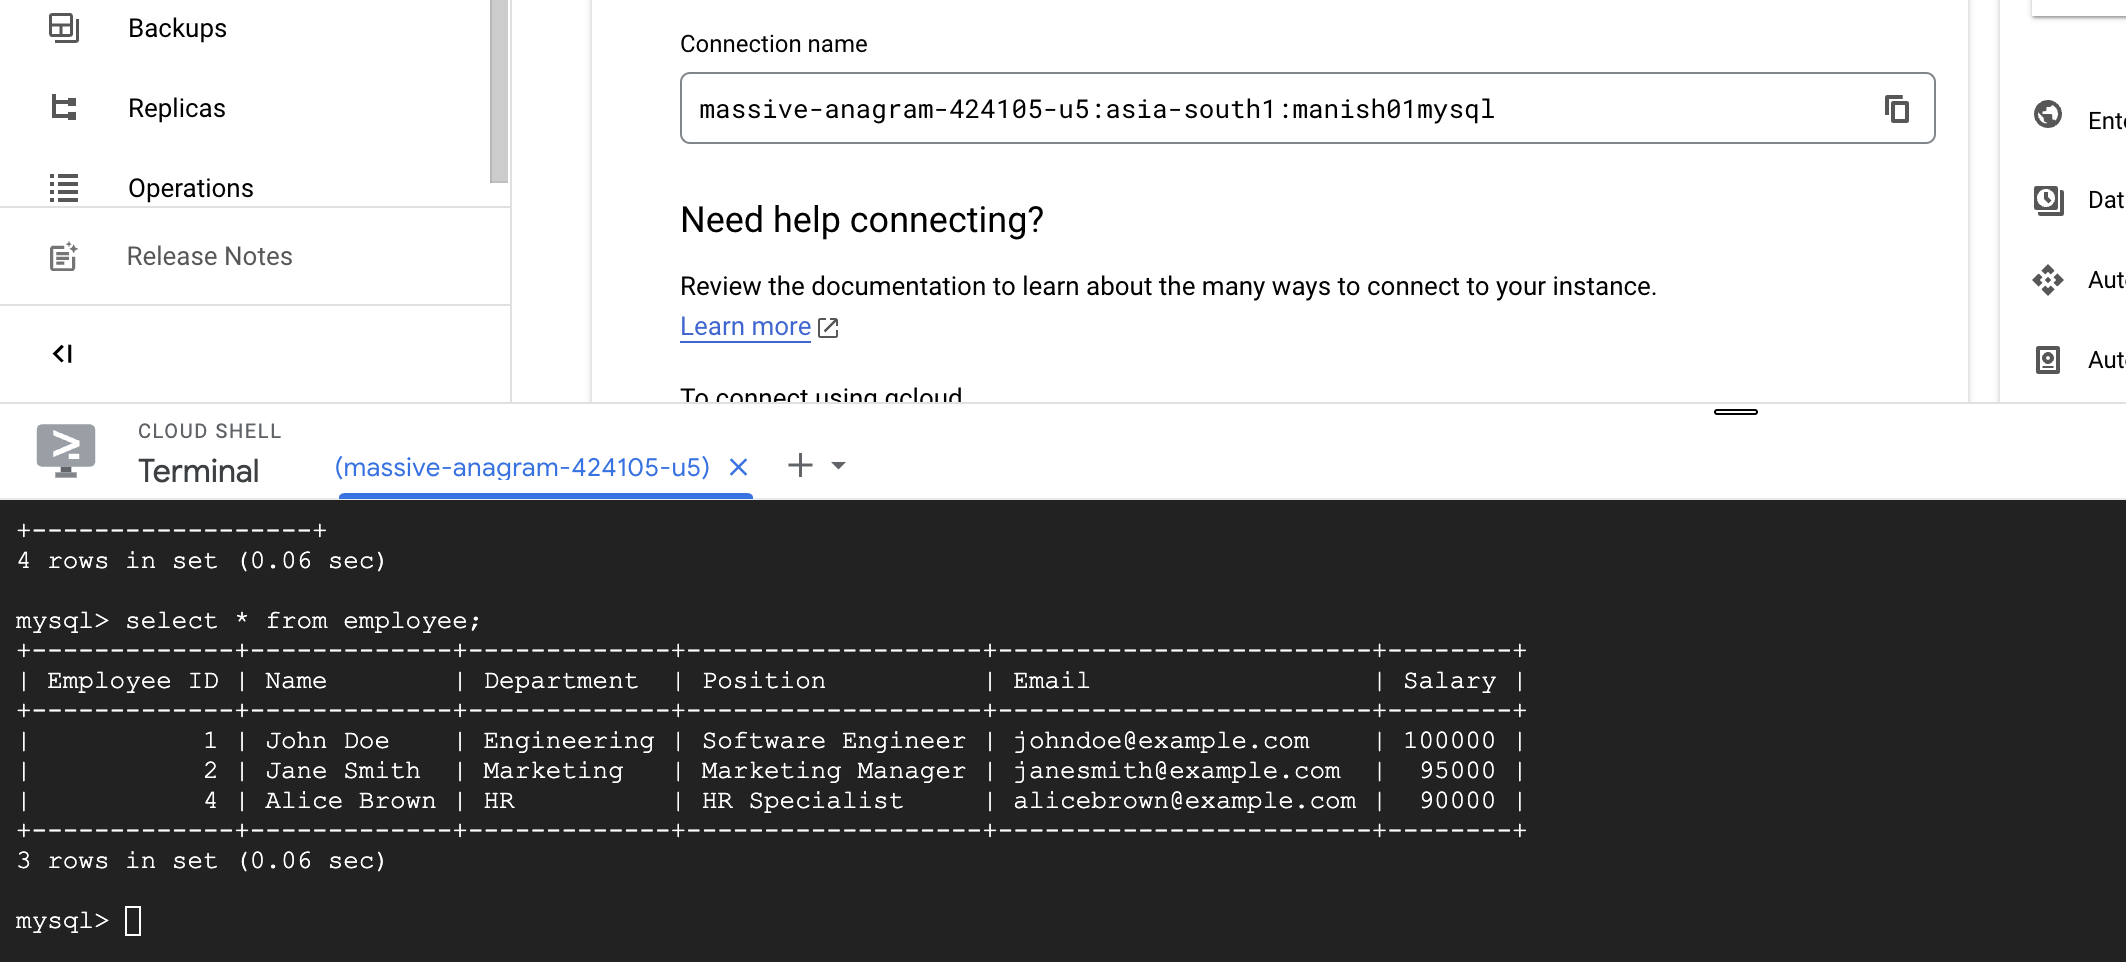 Backups
Replicas
Operations
Release Notes
Connection name
massive-anagram-424105-u5:asia-south1:manish01mysql
Need help connecting?
Review the documentation to learn about the many ways to connect to your instance.
Learn more
To connect using gcloud
CLOUD SHELL
Terminal
(massive-anagram-424105-u5)
+------------------+
4 rows in set (0.06 sec)
mysql> select * from employee;
+-------------+-------------+-------------+-------------------+------------------------+--------+
| Employee ID | Name        | Department  | Position          | Email                  | Salary |
+-------------+-------------+-------------+-------------------+------------------------+--------+
|           1 | John Doe    | Engineering | Software Engineer | johndoe@example.com    | 100000 |
|           2 | Jane Smith  | Marketing   | Marketing Manager | janesmith@example.com  |  95000 |
|           4 | Alice Brown | HR          | HR Specialist     | alicebrown@example.com |  90000 |
+-------------+-------------+-------------+-------------------+------------------------+--------+
3 rows in set (0.06 sec)
mysql>